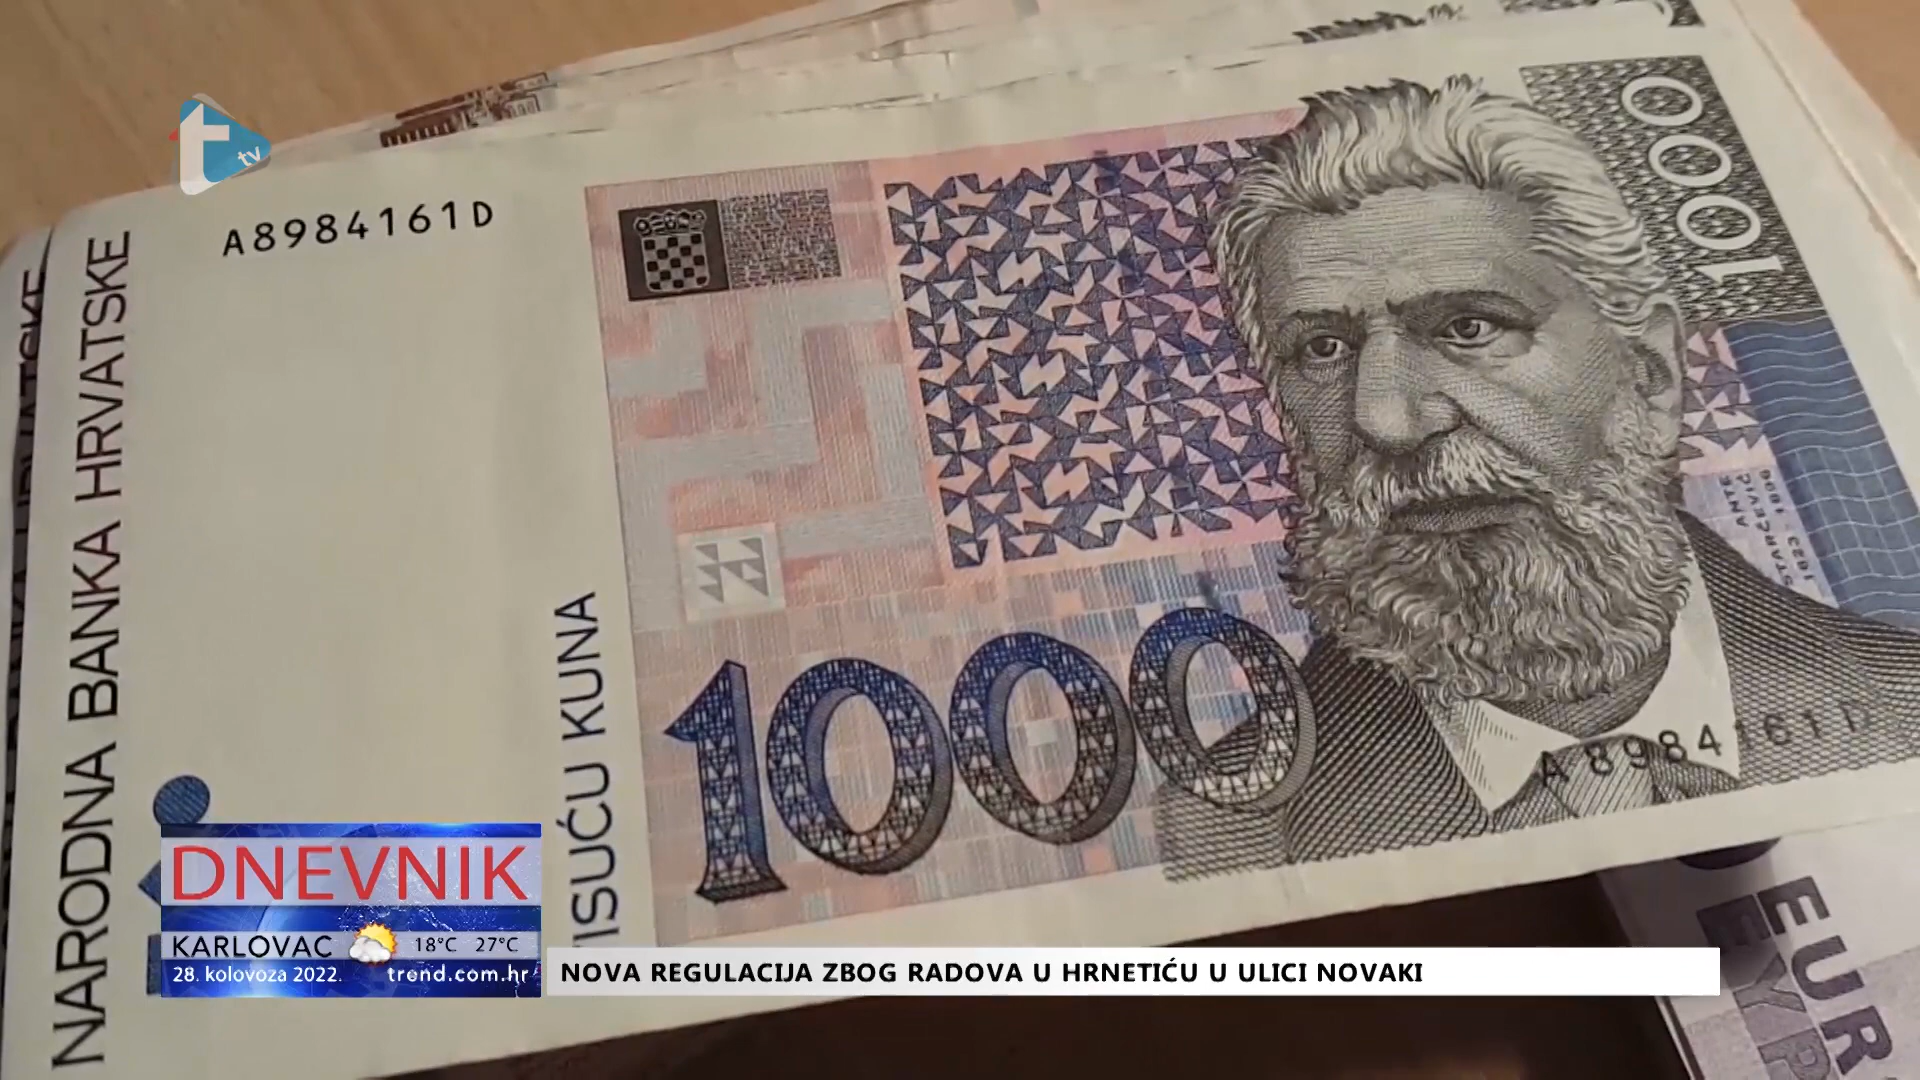 t tv
A8984161D
NARODNA BANKA HRVATSKE
1000
ANTE
STARČEVIĆ
1823 1896
TISUĆU KUNA
1000
A8984161D
EUR
DNEVNIK
KARLOVAC 18°C 27°C
28. kolovoza 2022. trend.com.hr
NOVA REGULACIJA ZBOG RADOVA U HRNETIĆU U ULICI NOVAKI